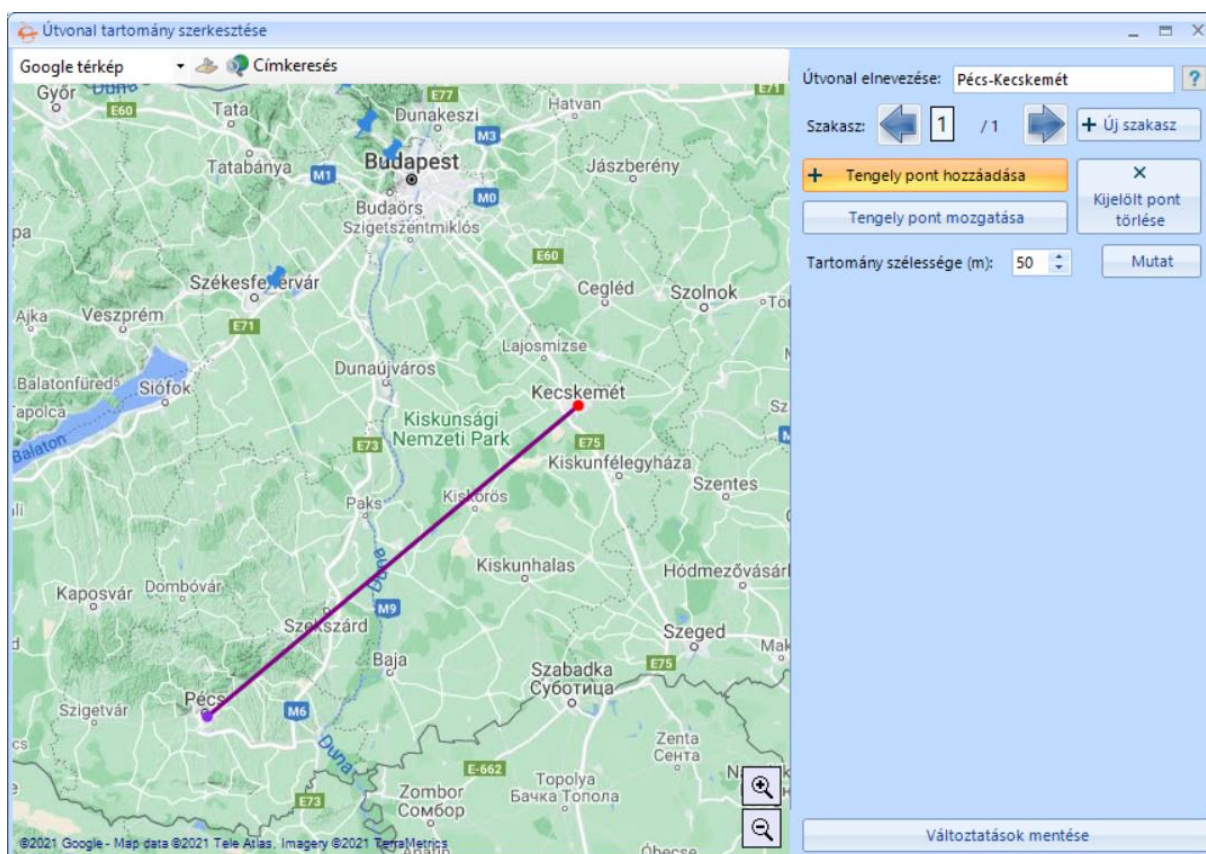 Útvonal tartomány szerkesztése
Google térkép
Címkeresés
Győr
E60
Tata
E77
Dunakeszi
Hatvan
E71
M3
Tatabánya
M1
Budapest
Jászberény
M0
Budaörs
Szigetszentmiklós
E60
Székesfehérvár
Cegléd
Szolnok
Ajka
Veszprém
E71
Lajosmizse
Dunaújváros
Balatonfüred
Siófok
Kecskemét
Kiskunsági
Nemzeti Park
E73
E75
Balaton
Kiskunfélegyháza
Szentes
Paks
Kiskőrös
Duna
Kiskunhalas
Kaposvár
Dombóvár
M9
Szekszárd
Szeged
Baja
E75
Szabadka
Суботица
Pécs
Szigetvár
M6
Zenta
Сента
Duna
E-662
Topolya
Бачка Топола
E73
Zombor
Сомбор
Óbecse
©2021 Google - Map data ©2021 Tele Atlas, Imagery ©2021 TerraMetrics
Útvonal elnevezése:
Pécs-Kecskemét
?
Szakasz:
1
/ 1
+ Új szakasz
+ Tengely pont hozzáadása
Tengely pont mozgatása
Kijelölt pont
törlése
Tartomány szélessége (m):
50
Mutat
Változtatások mentése